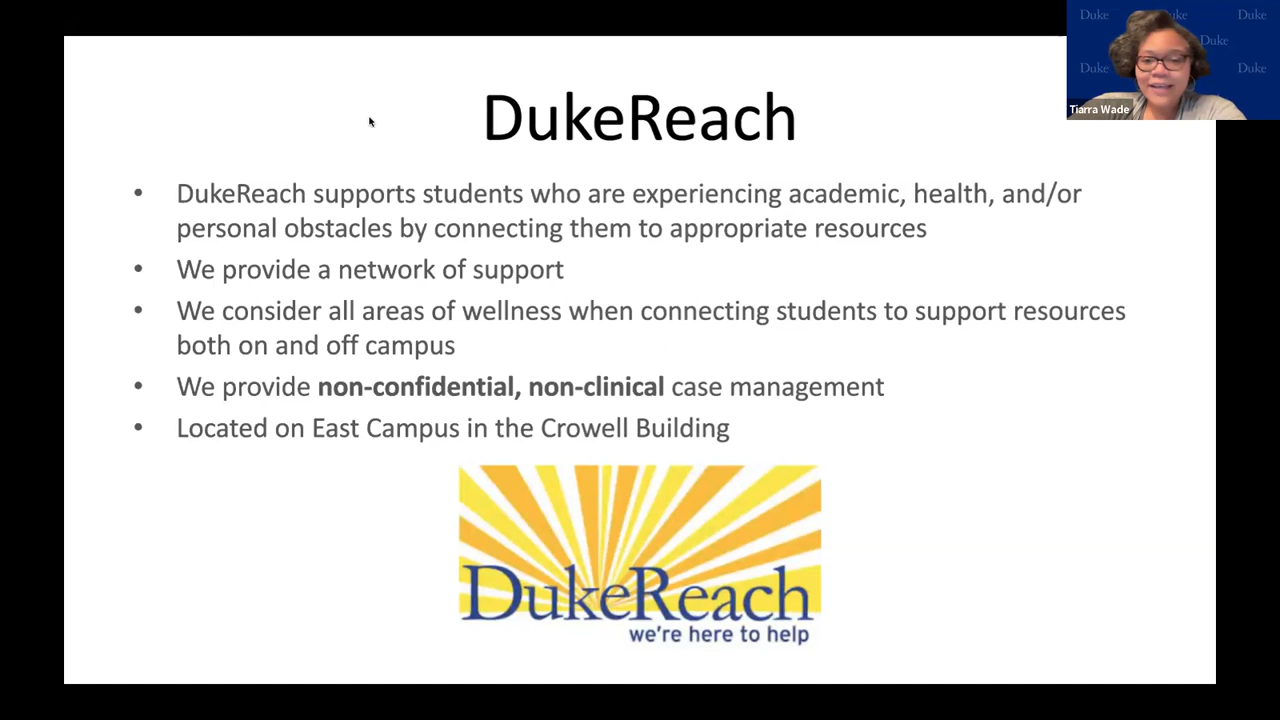 Duke Duke Duke
Duke
Duke Duke
Tiarra Wade
DukeReach
• DukeReach supports students who are experiencing academic, health, and/or
personal obstacles by connecting them to appropriate resources
• We provide a network of support
• We consider all areas of wellness when connecting students to support resources
both on and off campus
• We provide non-confidential, non-clinical case management
• Located on East Campus in the Crowell Building
DukeReach
we're here to help